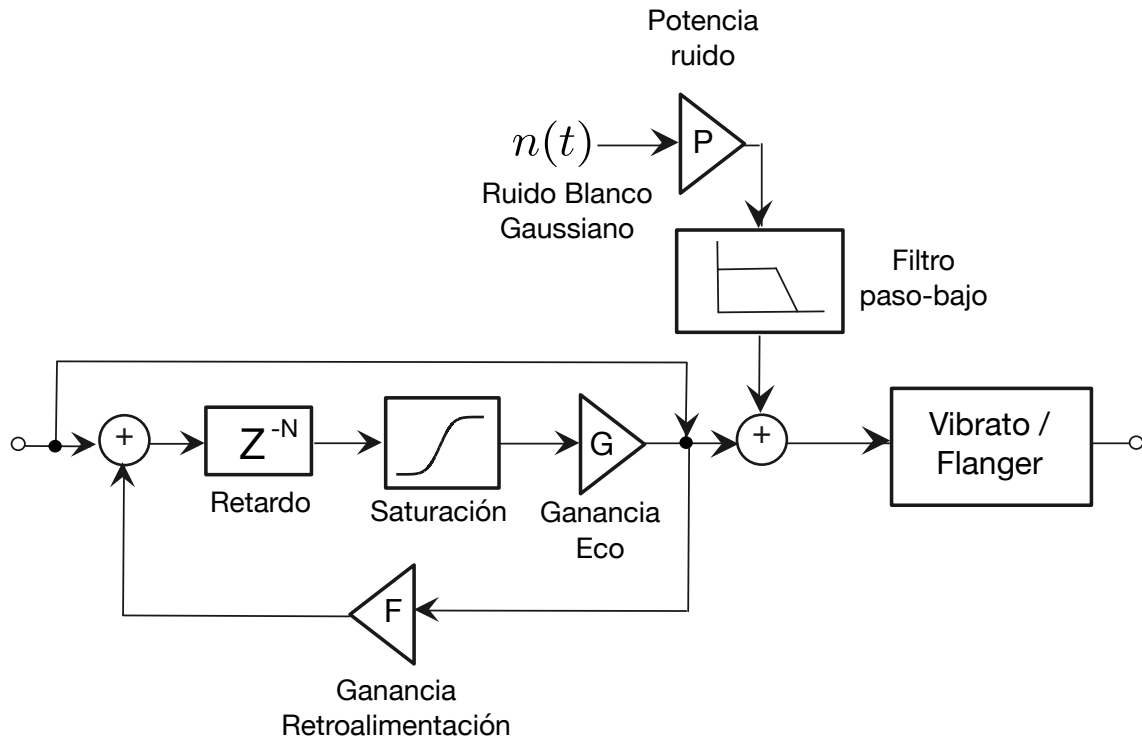 Potencia
ruido
n(t)
P
Ruido Blanco
Gaussiano
Filtro
paso-bajo
+
Z-N
Retardo
Saturación
G
Ganancia
Eco
+
Vibrato /
Flanger
F
Ganancia
Retroalimentación